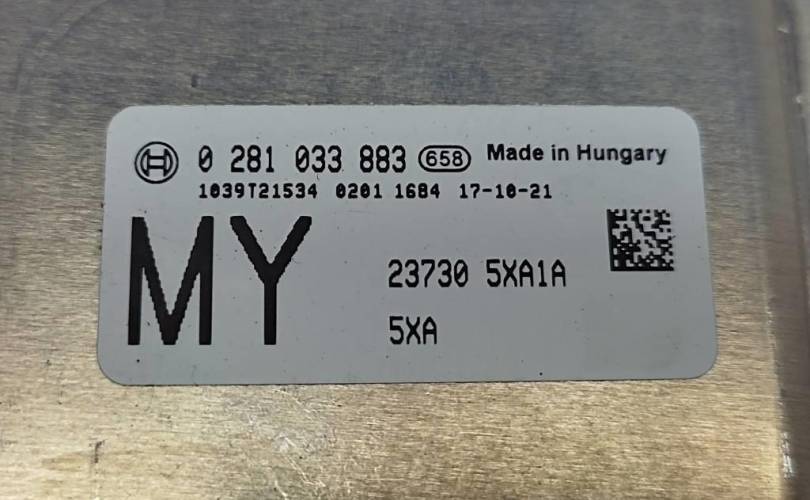 0 281 033 883 658 Made in Hungary
1039T21534 0201 1684 17-10-21
MY
23730 5XA1A
5XA